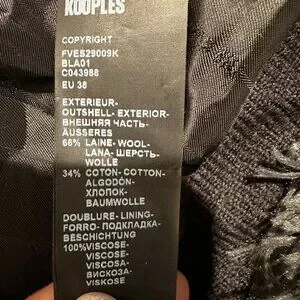 KOOPLES
COPYRIGHT
FVES29009K
BLA01
C043988
EU 38
EXTERIEUR-
OUTSHELL- EXTERIOR-
ВНЕШНЯЯ ЧАСТЬ-
ÄUSSERES
66% LAINE- WOOL-
LANA- ШЕРСТЬ-
WOLLE
34% COTON- COTTON-
ALGODÓN-
ХЛОПОК-
BAUMWOLLE
DOUBLURE- LINING-
FORRO- ПОДКЛАДКА-
BESCHICHTUNG
100%VISCOSE-
VISCOSE-
VISCOSA-
ВИСКОЗА-
VISKOSE